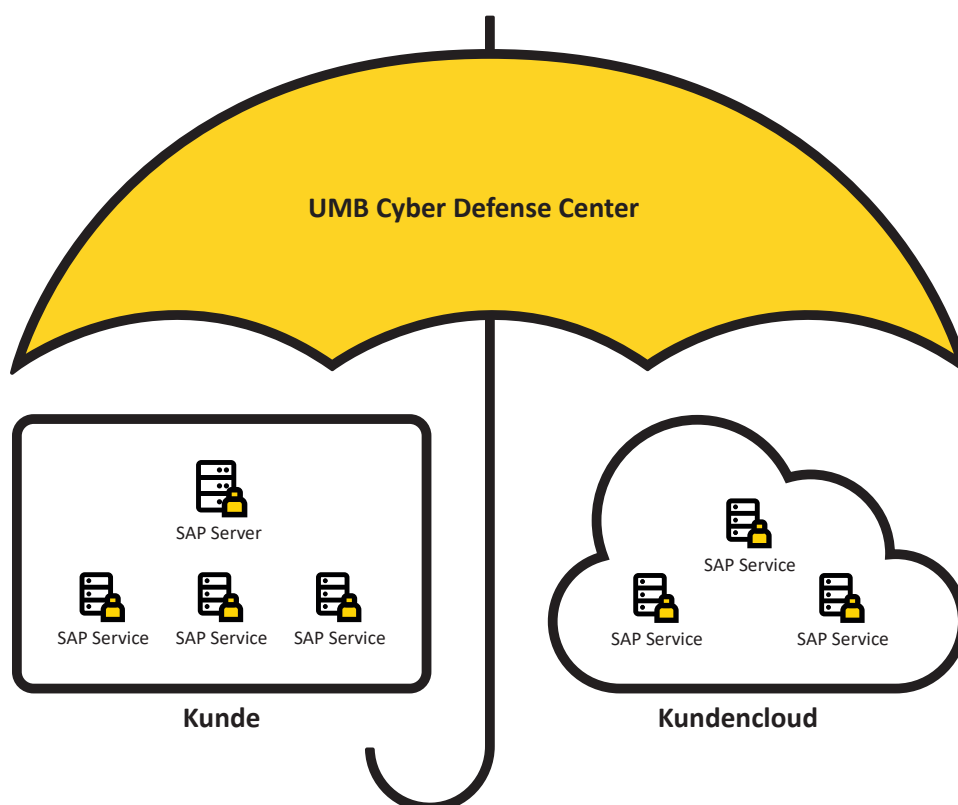 UMB Cyber Defense Center
SAP Server
SAP Service
SAP Service
SAP Service
Kunde
SAP Service
SAP Service
SAP Service
Kundencloud